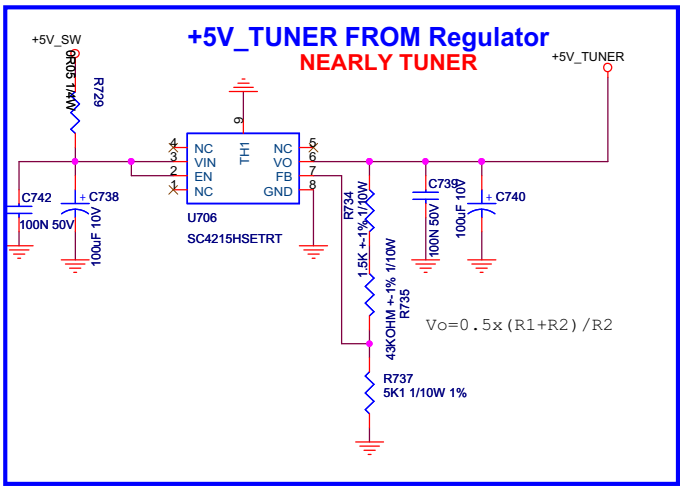 +5V_TUNER FROM Regulator
NEARLY TUNER
+5V_SW
+5V_TUNER
0R05 1/4W
R729
9
TH1
4 NC
3 VIN
2 EN
1 NC
NC 5
VO 6
FB 7
GND 8
U706
SC4215HSETRT
C742
100N 50V
+ C738
100uF 10V
R734
1.5K +-1% 1/10W
C739
100N 50V
+ C740
100uF 10V
R735
43KOHM +-1% 1/10W
Vo=0.5x(R1+R2)/R2
R737
5K1 1/10W 1%